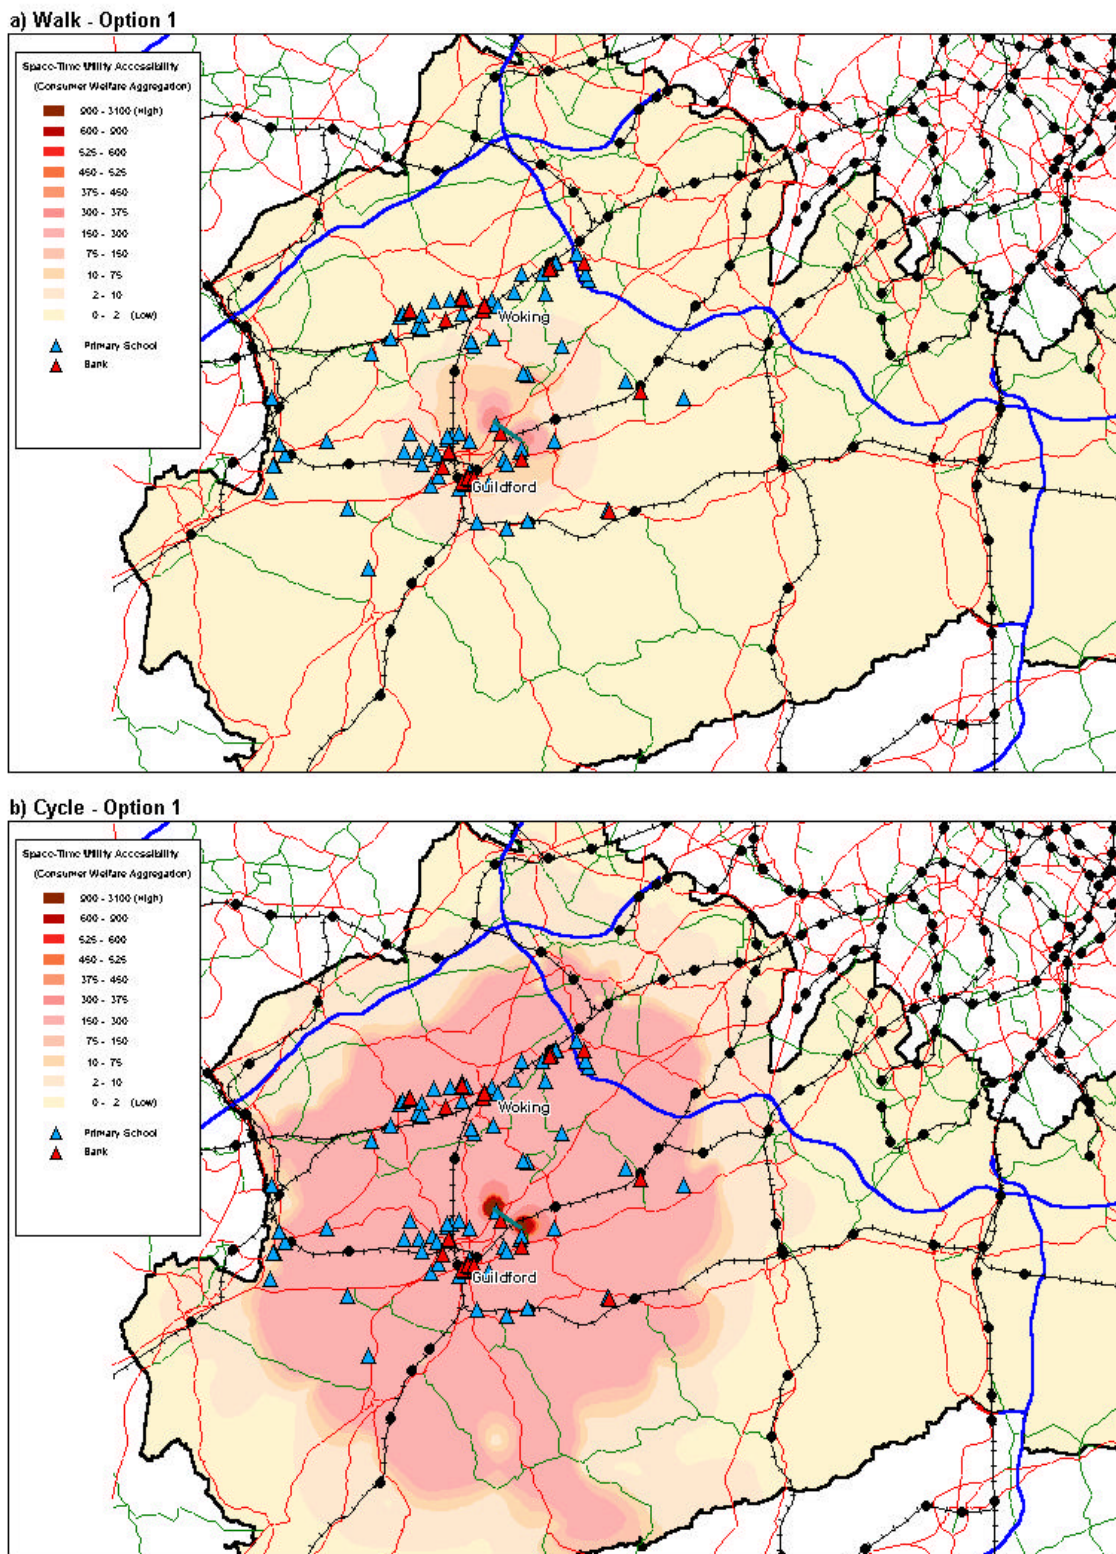 a) Walk - Option 1
Space-Time Utility Accessibility
(Consumer Welfare Aggregation)
900 - 3100 (High)
600 - 900
525 - 600
450 - 525
375 - 450
300 - 375
150 - 300
75 - 150
10 - 75
2 - 10
0 - 2 (Low)
Primary School
Bank
Woking
Guildford
b) Cycle - Option 1
Space-Time Utility Accessibility
(Consumer Welfare Aggregation)
900 - 3100 (High)
600 - 900
525 - 600
450 - 525
375 - 450
300 - 375
150 - 300
75 - 150
10 - 75
2 - 10
0 - 2 (Low)
Primary School
Bank
Woking
Guildford